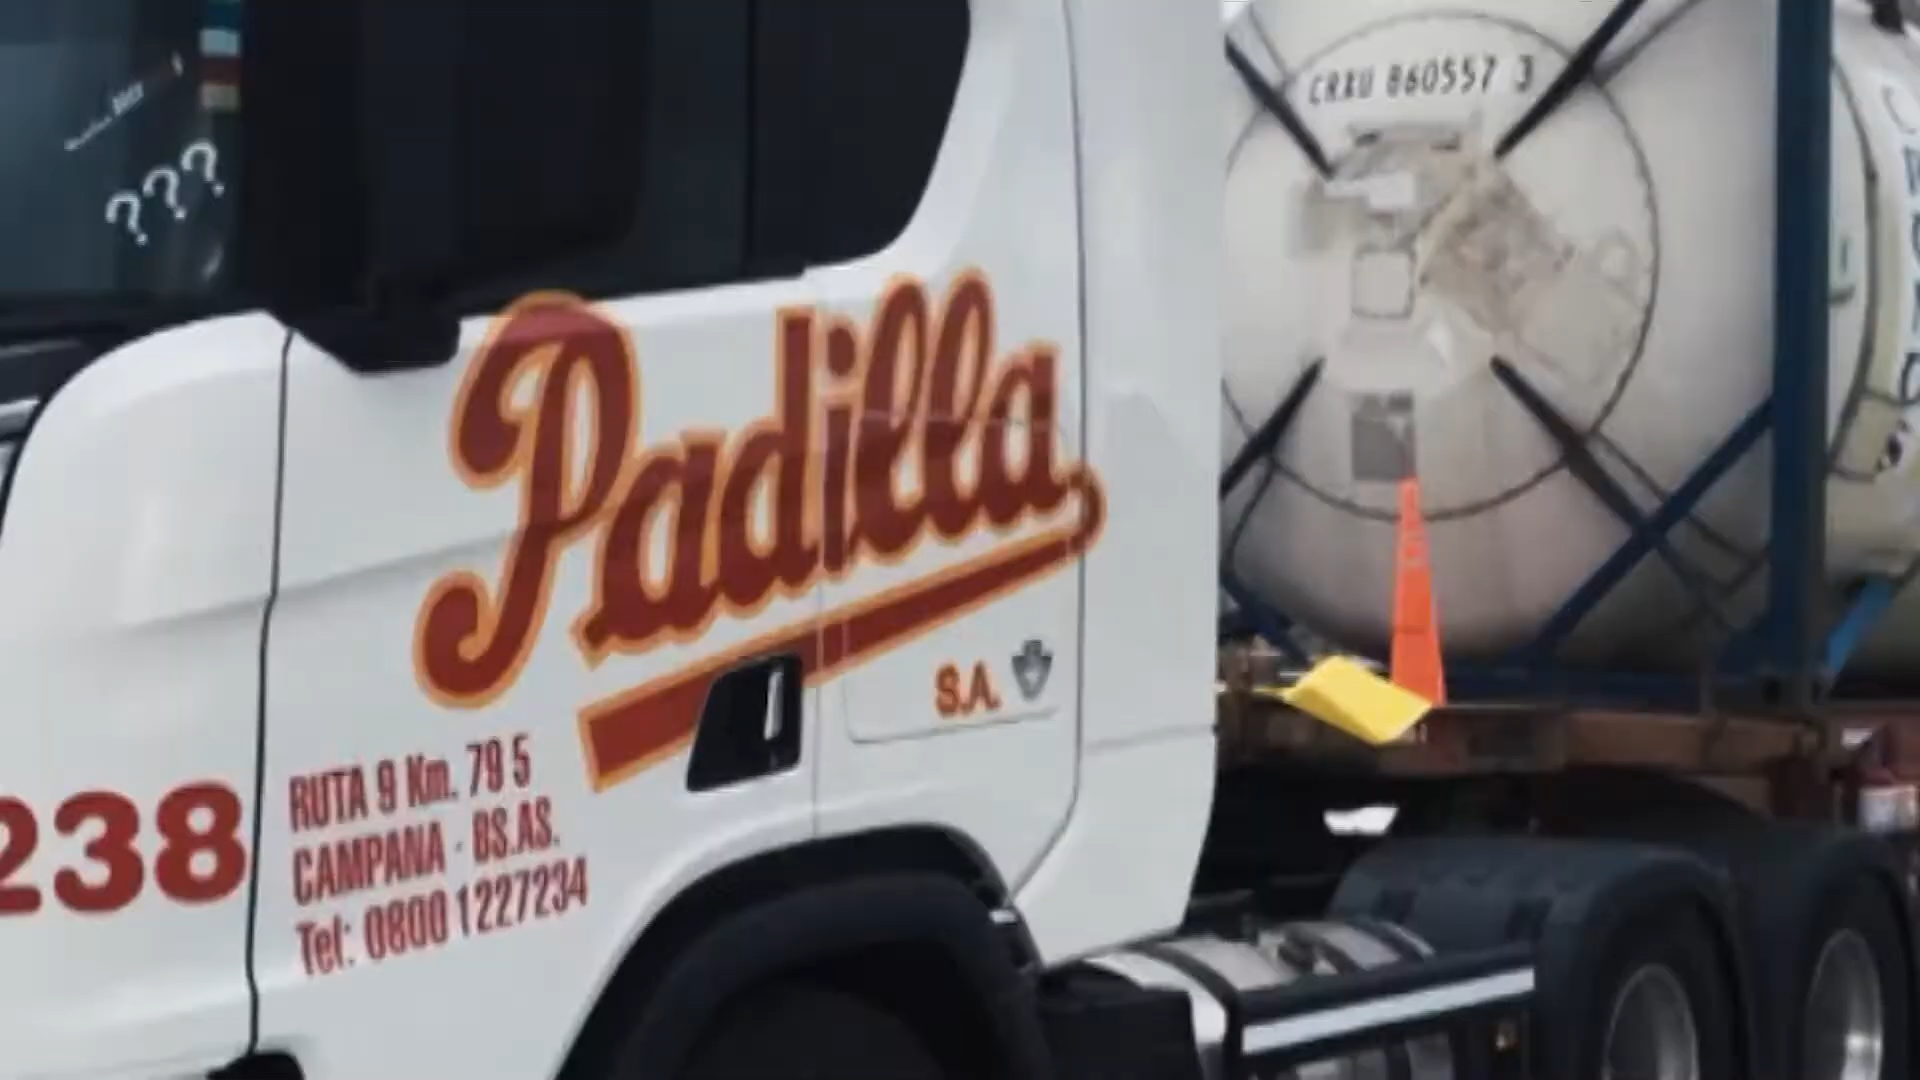 ???
CRXU 860557 3
Padilla
S.A.
238
RUTA 9 Km. 79 5
CAMPANA - BS.AS.
Tel: 0800 1227234